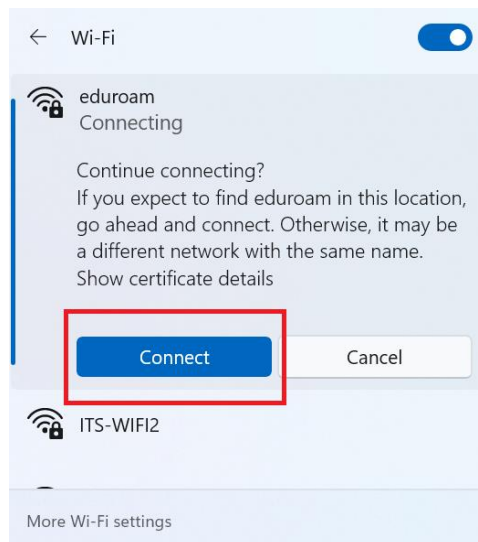 Wi-Fi
eduroam
Connecting
Continue connecting?
If you expect to find eduroam in this location,
go ahead and connect. Otherwise, it may be
a different network with the same name.
Show certificate details
Connect Cancel
ITS-WIFI2
More Wi-Fi settings